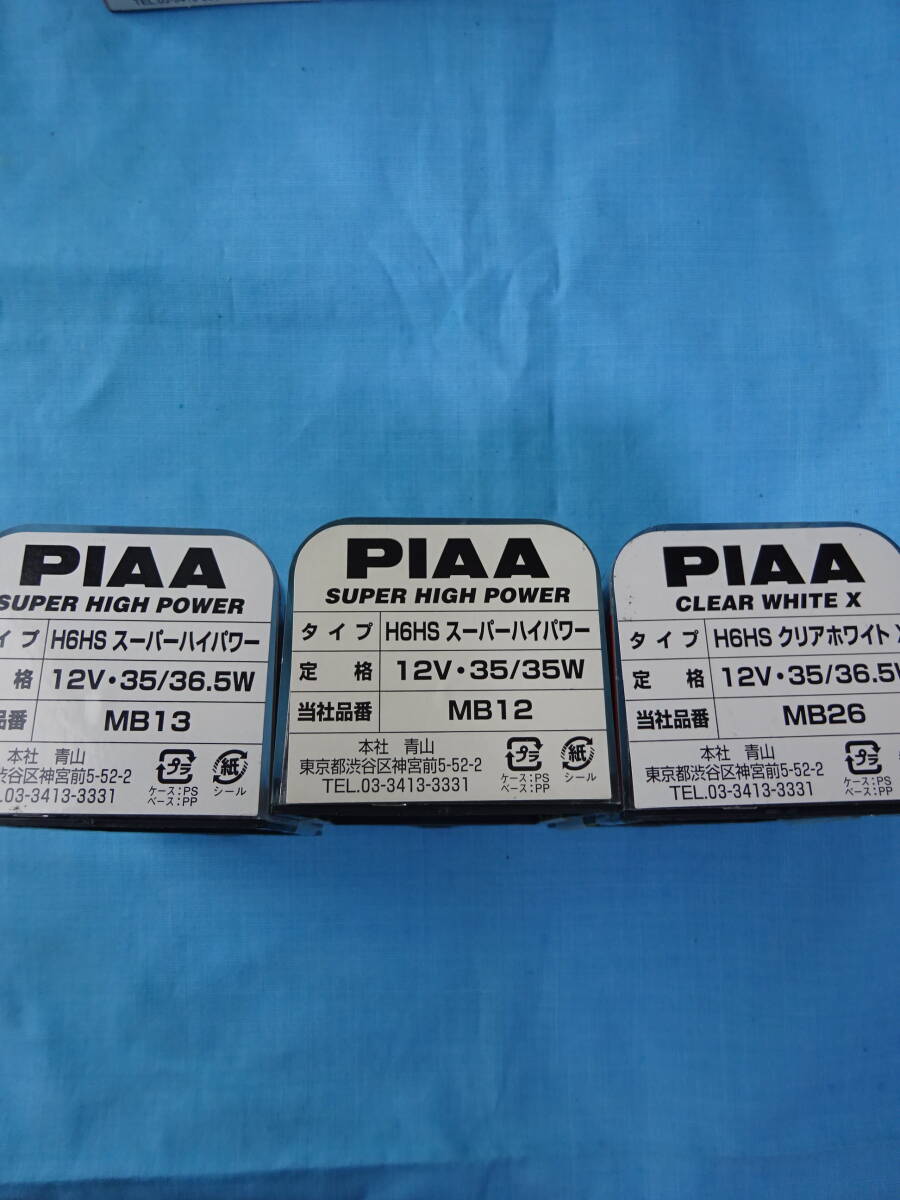 PIAA
SUPER HIGH POWER
イプ H6HS スーパーハイパワー
格 12V・35/36.5W
品番 MB13
本社 青山
渋谷区神宮前5-52-2
.03-3413-3331
プラ
ケース:PS
ベース:PP
紙
シール
PIAA
SUPER HIGH POWER
タイプ H6HS スーパーハイパワー
定格 12V・35/35W
当社品番 MB12
本社 青山
東京都渋谷区神宮前5-52-2
TEL.03-3413-3331
プラ
ケース:PS
ベース:PP
紙
シール
PIAA
CLEAR WHITE X
タイプ H6HS クリアホワイト X
定格 12V・35/36.5W
当社品番 MB26
本社 青山
東京都渋谷区神宮前5-52-2
TEL.03-3413-3331
プラ
ケース:PS
ベース:PP